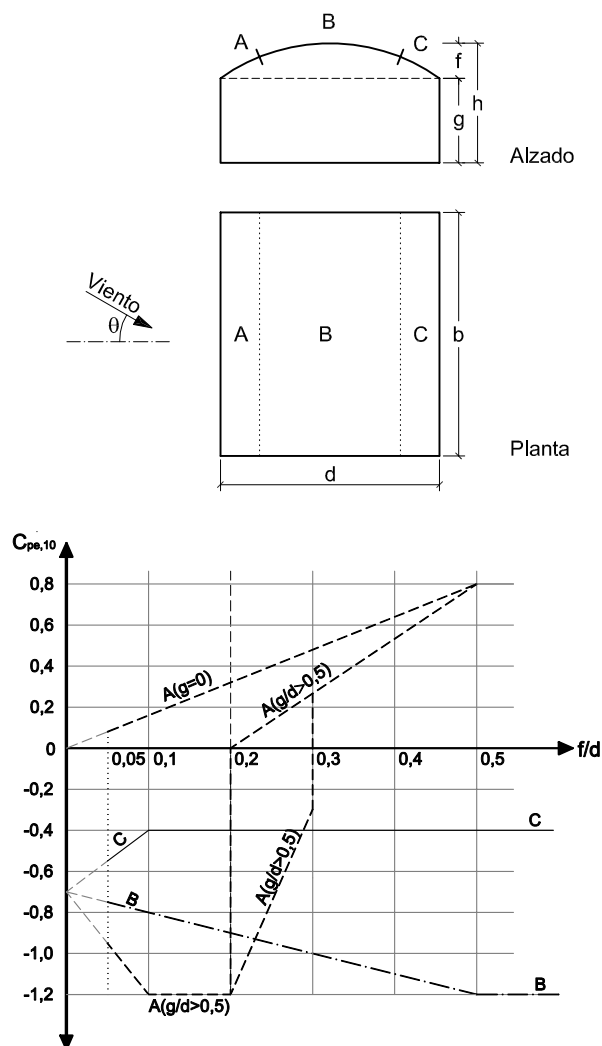 B
A
C
f
h
g
Alzado
Viento
θ
A
B
C
b
Planta
d
Cpe,10
0,8
0,6
0,4
0,2
0
-0,2
-0,4
-0,6
-0,8
-1,0
-1,2
A(g=0)
A(g/d>0,5)
0,05
0,1
0,2
0,3
0,4
0,5
f/d
C
C
A(g/d>0,5)
B
B
A(g/d>0,5)